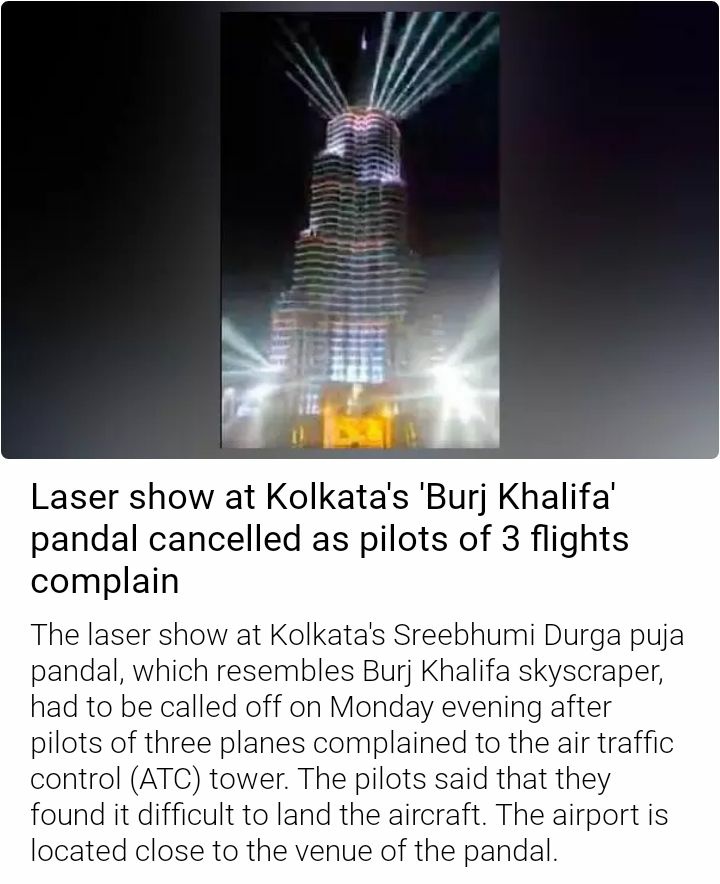 Laser show at Kolkata's 'Burj Khalifa'
pandal cancelled as pilots of 3 flights
complain
The laser show at Kolkata's Sreebhumi Durga puja
pandal, which resembles Burj Khalifa skyscraper,
had to be called off on Monday evening after
pilots of three planes complained to the air traffic
control (ATC) tower. The pilots said that they
found it difficult to land the aircraft. The airport is
located close to the venue of the pandal.